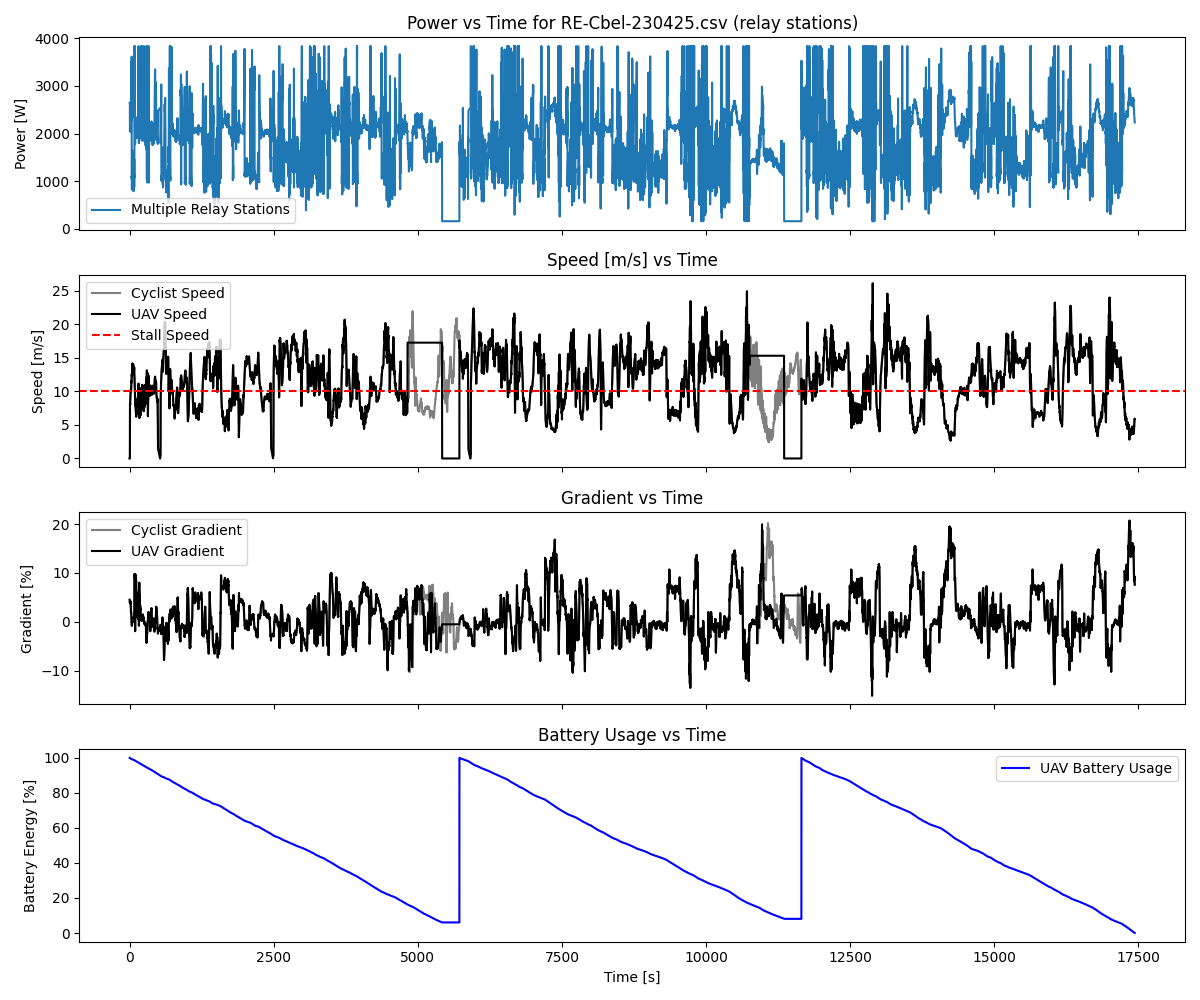 Power vs Time for RE-Cbel-230425.csv (relay stations)
4000
3000
2000
1000
0
Power [W]
Multiple Relay Stations
Speed [m/s] vs Time
25
20
15
10
5
0
Speed [m/s]
Cyclist Speed
UAV Speed
Stall Speed
Gradient vs Time
20
10
0
−10
Gradient [%]
Cyclist Gradient
UAV Gradient
Battery Usage vs Time
100
80
60
40
20
0
Battery Energy [%]
UAV Battery Usage
0 2500 5000 7500 10000 12500 15000 17500
Time [s]